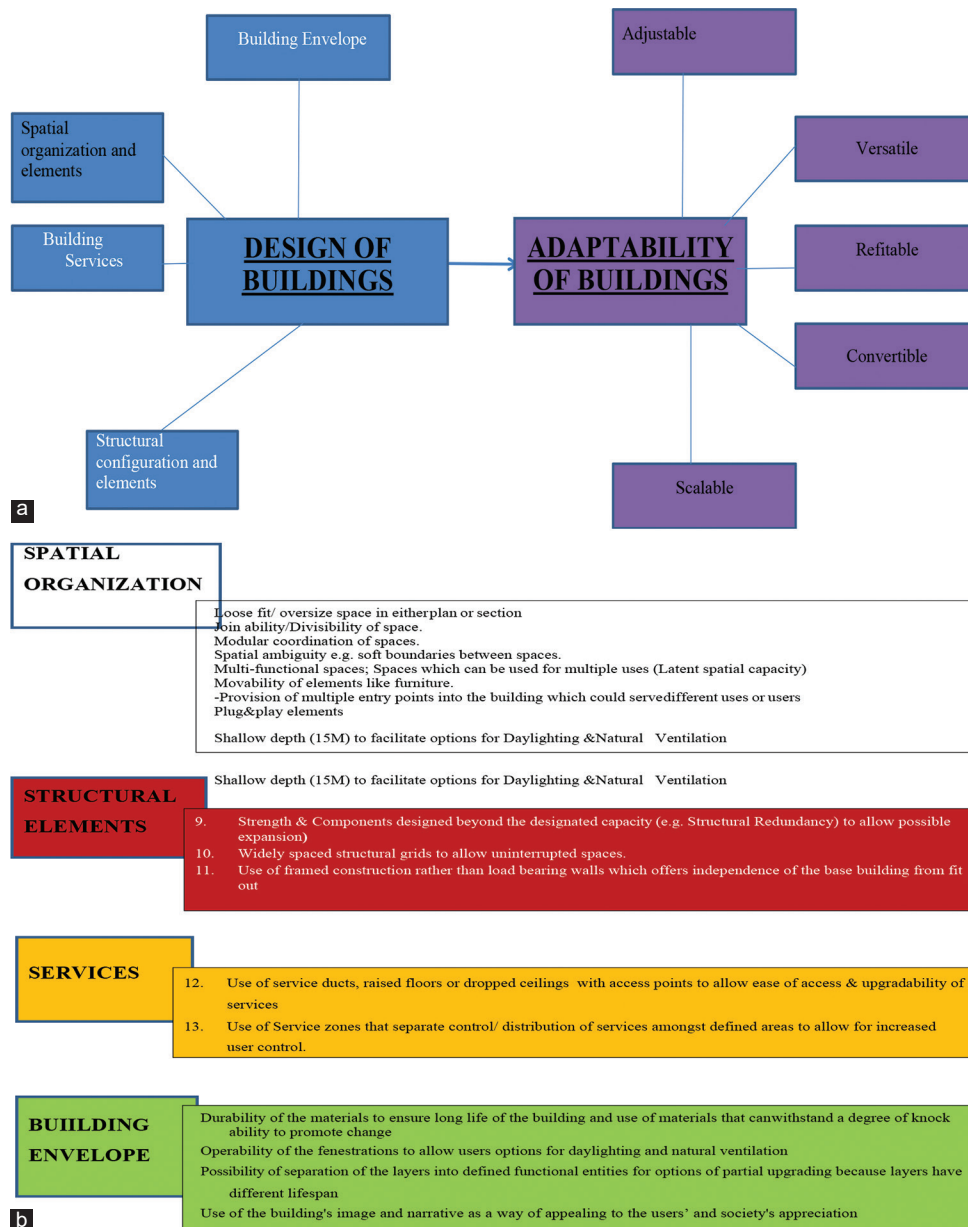 Building Envelope
Adjustable
Spatial
organization and
elements
Versatile
Building
Services
DESIGN OF
BUILDINGS
ADAPTABILITY
OF BUILDINGS
Refitable
Convertible
Structural
configuration and
elements
Scalable
a
SPATIAL
ORGANIZATION
Loose fit/ oversize space in eitherplan or section
Join ability/Divisibility of space.
Modular coordination of spaces.
Spatial ambiguity e.g. soft boundaries between spaces.
Multi-functional spaces; Spaces which can be used for multiple uses (Latent spatial capacity)
Movability of elements like furniture.
-Provision of multiple entry points into the building which could servedifferent uses or users
Plug&play elements
Shallow depth (15M) to facilitate options for Daylighting &Natural Ventilation
Shallow depth (15M) to facilitate options for Daylighting &Natural Ventilation
STRUCTURAL
ELEMENTS
9. Strength & Components designed beyond the designated capacity (e.g. Structural Redundancy) to allow possible
expansion)
10. Widely spaced structural grids to allow uninterrupted spaces.
11. Use of framed construction rather than load bearing walls which offers independence of the base building from fit
out
SERVICES
12. Use of service ducts, raised floors or dropped ceilings with access points to allow ease of access & upgradability of
services
13. Use of Service zones that separate control/ distribution of services amongst defined areas to allow for increased
user control.
BUIILDING
ENVELOPE
Durability of the materials to ensure long life of the building and use of materials that canwithstand a degree of knock
ability to promote change
Operability of the fenestrations to allow users options for daylighting and natural ventilation
Possibility of separation of the layers into defined functional entities for options of partial upgrading because layers have
different lifespan
Use of the building's image and narrative as a way of appealing to the users’ and society's appreciation
b